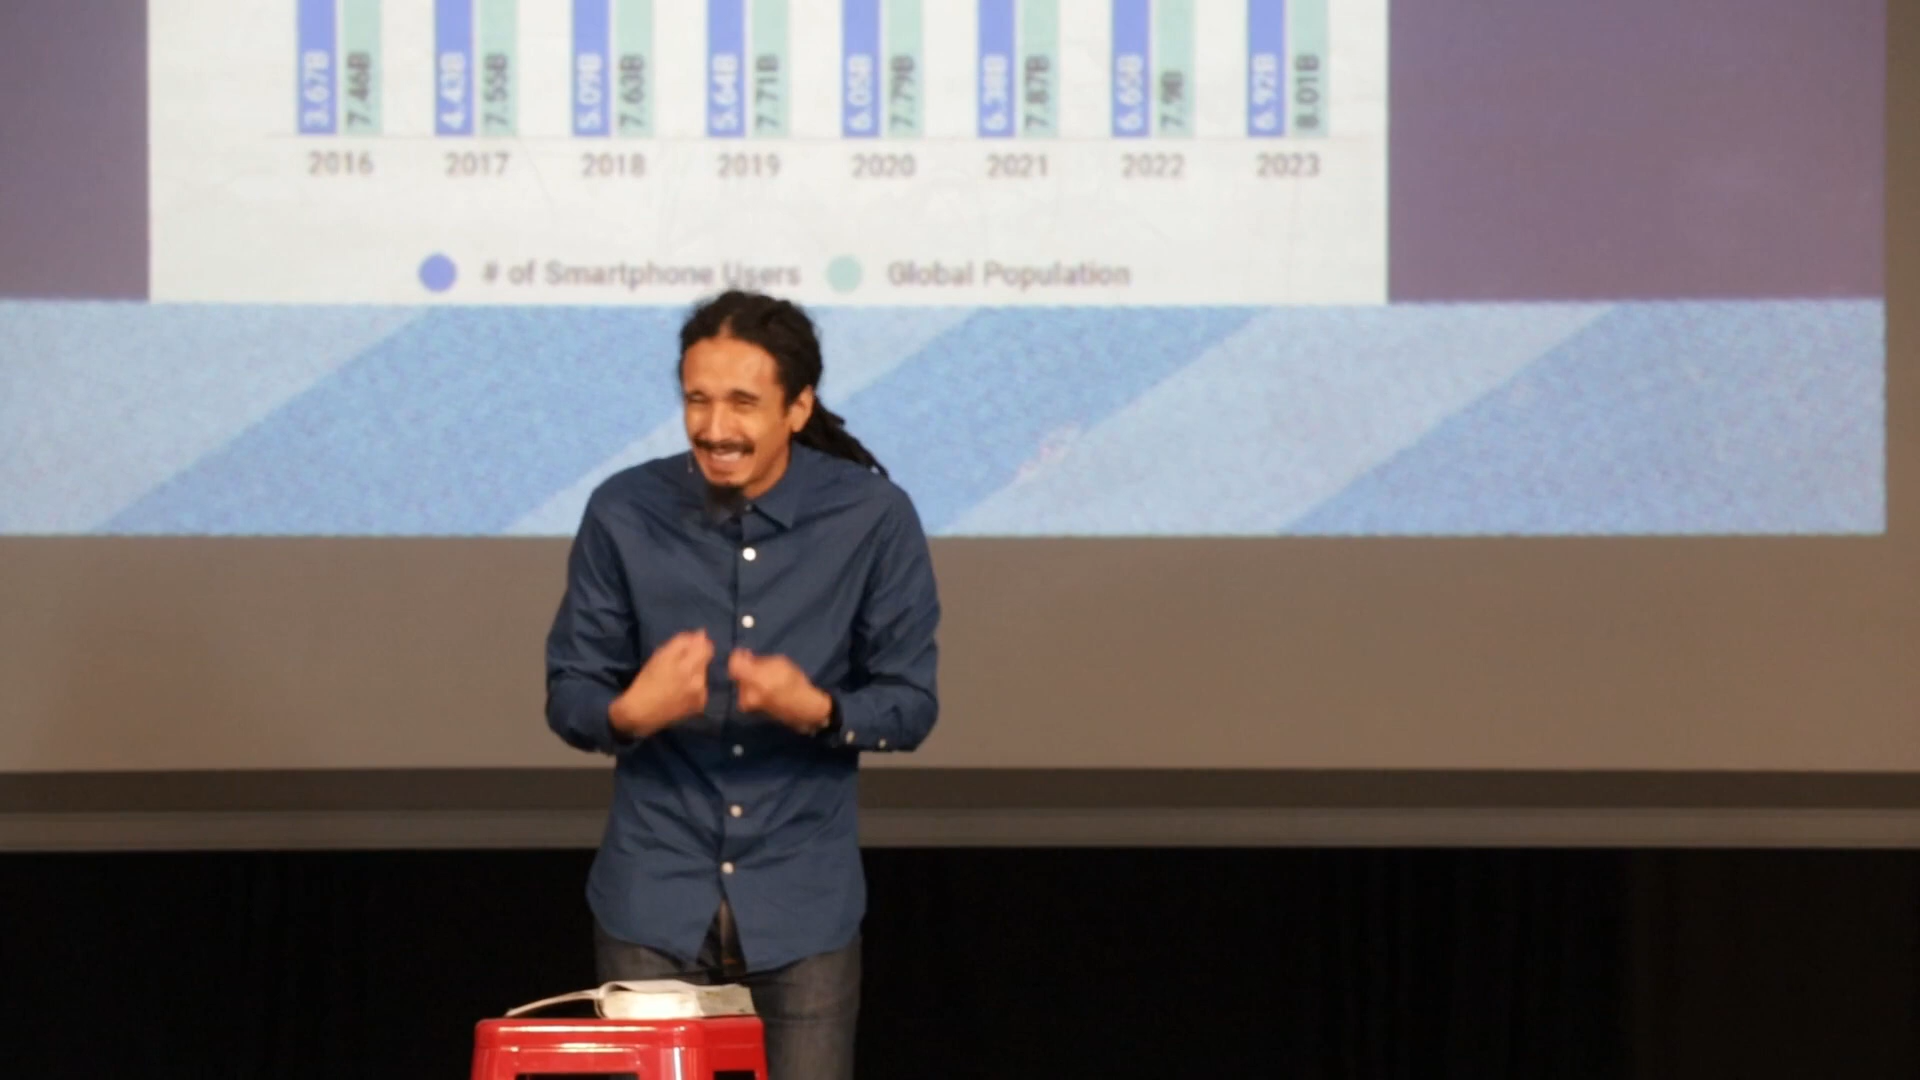 3.67B 7.46B 4.43B 7.55B 5.09B 7.63B 5.64B 7.71B 6.05B 7.79B 6.38B 7.87B 6.65B 7.9B 6.92B 8.01B
2016 2017 2018 2019 2020 2021 2022 2023
# of Smartphone Users Global Population